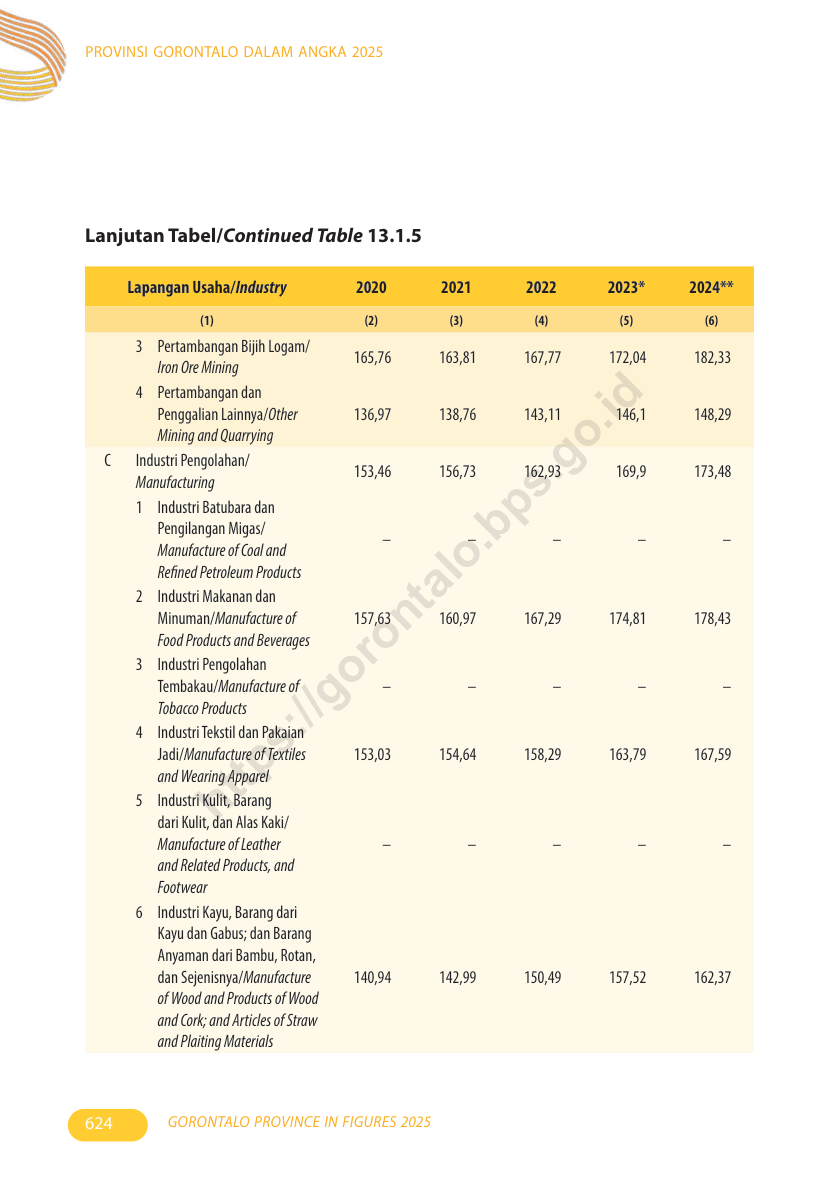 PROVINSI GORONTALO DALAM ANGKA 2025
Lanjutan Tabel/Continued Table 13.1.5
Lapangan Usaha/Industry 2020 2021 2022 2023* 2024**
(1) (2) (3) (4) (5) (6)
3 Pertambangan Bijih Logam/
Iron Ore Mining
165,76 163,81 167,77 172,04 182,33
4 Pertambangan dan
Penggalian Lainnya/Other
Mining and Quarrying
136,97 138,76 143,11 146,1 148,29
C Industri Pengolahan/
Manufacturing
153,46 156,73 162,93 169,9 173,48
1 Industri Batubara dan
Pengilangan Migas/
Manufacture of Coal and
Refined Petroleum Products
– – – – –
2 Industri Makanan dan
Minuman/Manufacture of
Food Products and Beverages
157,63 160,97 167,29 174,81 178,43
3 Industri Pengolahan
Tembakau/Manufacture of
Tobacco Products
– – – – –
4 Industri Tekstil dan Pakaian
Jadi/Manufacture of Textiles
and Wearing Apparel
153,03 154,64 158,29 163,79 167,59
5 Industri Kulit, Barang
dari Kulit, dan Alas Kaki/
Manufacture of Leather
and Related Products, and
Footwear
– – – – –
6 Industri Kayu, Barang dari
Kayu dan Gabus; dan Barang
Anyaman dari Bambu, Rotan,
dan Sejenisnya/Manufacture
of Wood and Products of Wood
and Cork; and Articles of Straw
and Plaiting Materials
140,94 142,99 150,49 157,52 162,37
https://gorontalo.bps.go.id
624 GORONTALO PROVINCE IN FIGURES 2025